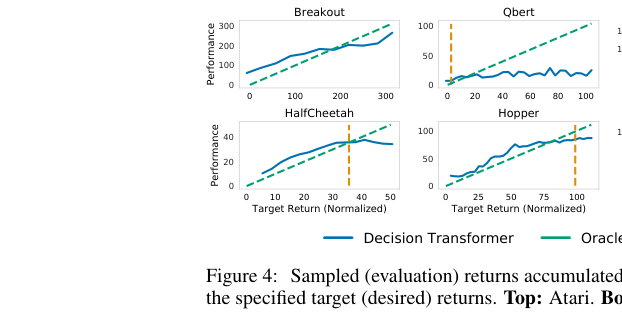 Breakout
Qbert
Performance
300
200
100
0
100
50
0
0
100
200
300
0
20
40
60
80
100
HalfCheetah
Hopper
Performance
40
20
0
100
50
0
0
10
20
30
40
50
0
25
50
75
100
Target Return (Normalized)
Target Return (Normalized)
Decision Transformer
Oracle
Figure 4: Sampled (evaluation) returns accumulated
the specified target (desired) returns. Top: Atari. Bo